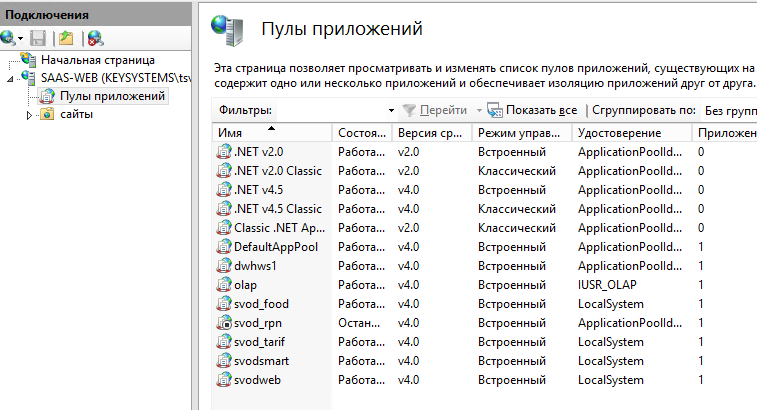 Подключения
Начальная страница
SAAS-WEB (KEYSYSTEMS\tsv
Пулы приложений
сайты
Пулы приложений
Эта страница позволяет просматривать и изменять список пулов приложений, существующих на
содержит одно или несколько приложений и обеспечивает изоляцию приложений друг от друга.
Фильтры: Перейти Показать все Сгруппировать по: Без групп
Имя Состоя... Версия ср... Режим управ... Удостоверение Приложен
.NET v2.0 Работа... v2.0 Встроенный ApplicationPoolId... 0
.NET v2.0 Classic Работа... v2.0 Классический ApplicationPoolId... 0
.NET v4.5 Работа... v4.0 Встроенный ApplicationPoolId... 0
.NET v4.5 Classic Работа... v4.0 Классический ApplicationPoolId... 0
Classic .NET Ap... Работа... v2.0 Классический ApplicationPoolId... 0
DefaultAppPool Работа... v4.0 Встроенный ApplicationPoolId... 1
dwhws1 Работа... v4.0 Встроенный ApplicationPoolId... 1
olap Работа... v4.0 Встроенный IUSR_OLAP 1
svod_food Работа... v4.0 Встроенный LocalSystem 1
svod_rpn Остан... v4.0 Встроенный ApplicationPoolId... 1
svod_tarif Работа... v4.0 Встроенный LocalSystem 1
svodsmart Работа... v4.0 Встроенный LocalSystem 1
svodweb Работа... v4.0 Встроенный LocalSystem 1